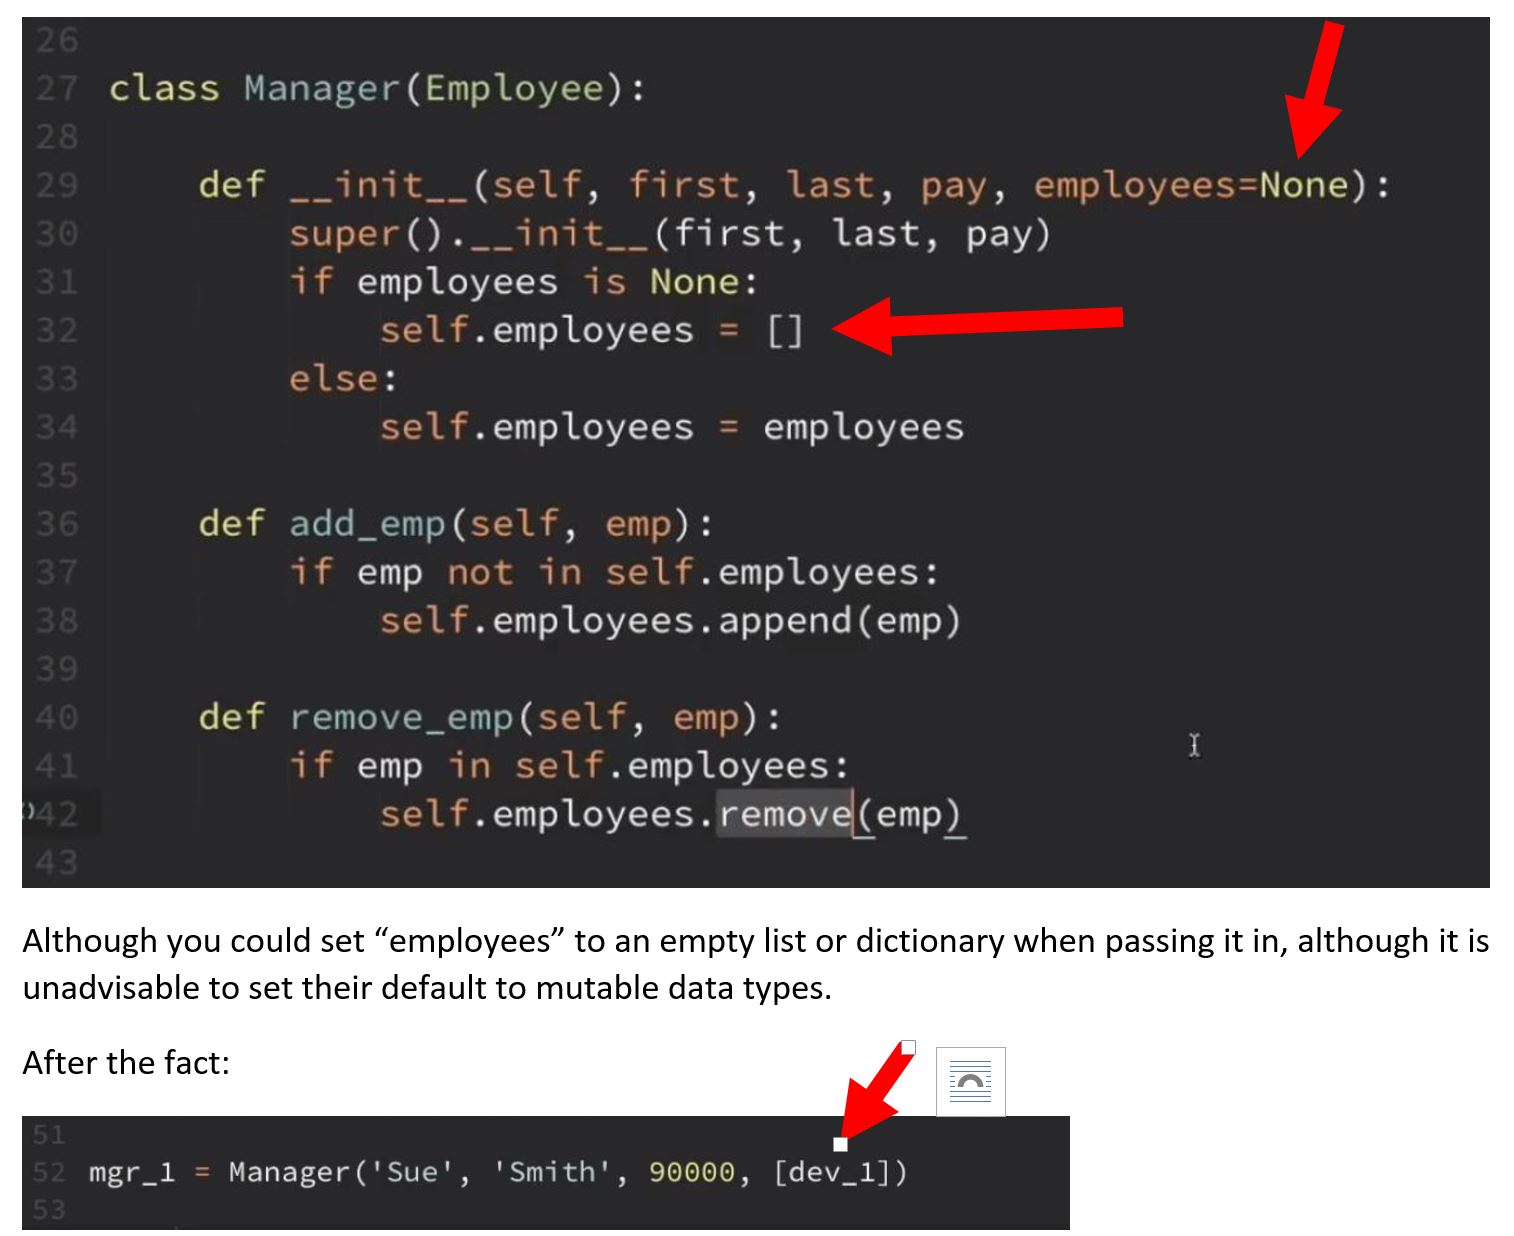 26
27 class Manager(Employee):
28
29 def __init__(self, first, last, pay, employees=None):
30 super().__init__(first, last, pay)
31 if employees is None:
32 self.employees = []
33 else:
34 self.employees = employees
35
36 def add_emp(self, emp):
37 if emp not in self.employees:
38 self.employees.append(emp)
39
40 def remove_emp(self, emp):
41 if emp in self.employees:
42 self.employees.remove(emp)
43
Although you could set “employees” to an empty list or dictionary when passing it in, although it is
unadvisable to set their default to mutable data types.
After the fact:
51
52 mgr_1 = Manager('Sue', 'Smith', 90000, [dev_1])
53